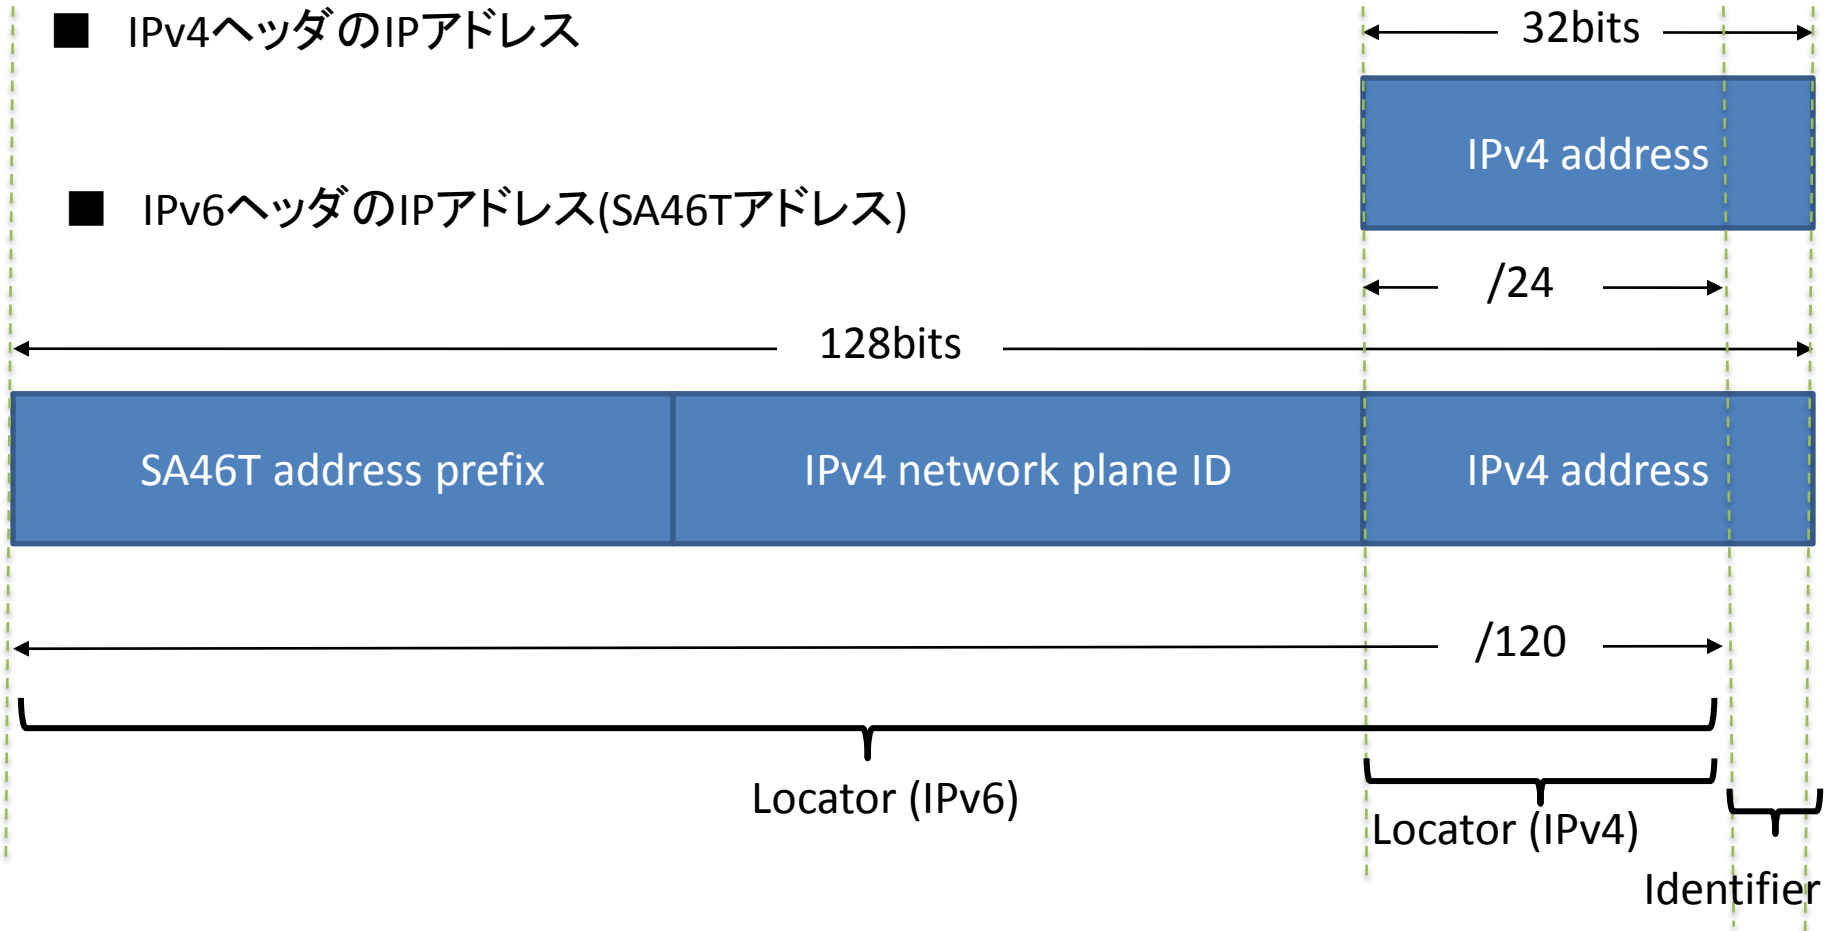 ■ IPv4ヘッダのIPアドレス
32bits
IPv4 address
■ IPv6ヘッダのIPアドレス(SA46Tアドレス)
/24
128bits
SA46T address prefix
IPv4 network plane ID
IPv4 address
/120
Locator (IPv6)
Locator (IPv4)
Identifier